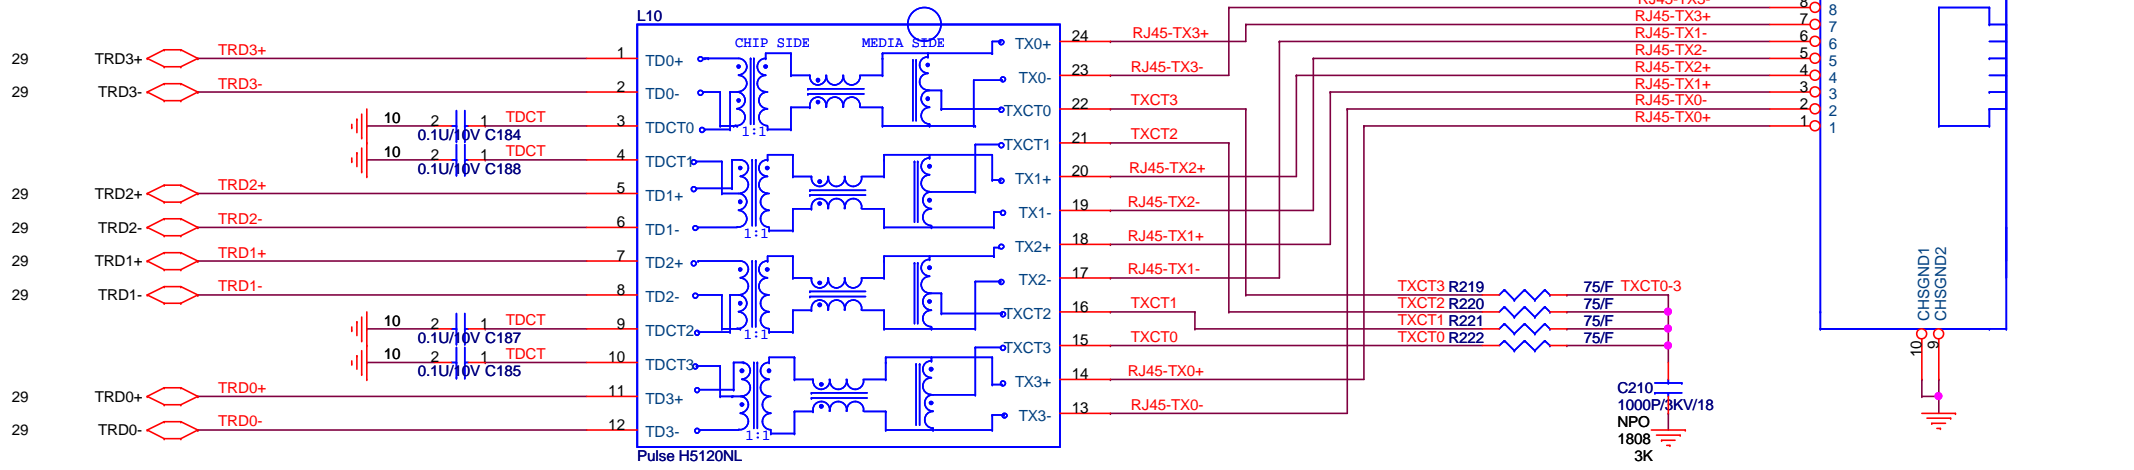 RJ45-TX3- 8 8
L10
RJ45-TX3+ 7 7
29 TRD3+ TRD3+ 1 TD0+ CHIP SIDE MEDIA SIDE TX0+ 24 RJ45-TX3+ RJ45-TX1- 6 6
RJ45-TX2- 5 5
29 TRD3- TRD3- 2 TD0- TX0- 23 RJ45-TX3- RJ45-TX2+ 4 4
RJ45-TX1+ 3 3
10 2 1 TDCT 3 TDCT0 1:1 TXCT0 22 TXCT3 RJ45-TX0- 2 2
0.1U/10V C184
RJ45-TX0+ 1 1
10 2 1 TDCT 4 TDCT1 TXCT1 21 TXCT2
0.1U/10V C188
29 TRD2+ TRD2+ 5 TD1+ TX1+ 20 RJ45-TX2+
29 TRD2- TRD2- 6 TD1- 1:1 TX1- 19 RJ45-TX2-
29 TRD1+ TRD1+ 7 TD2+ TX2+ 18 RJ45-TX1+
29 TRD1- TRD1- 8 TD2- TX2- 17 RJ45-TX1-
CHSGND1
CHSGND2
TXCT3 R219 75/F TXCT0-3
10 2 1 TDCT 9 TDCT2 1:1 TXCT2 16 TXCT1 TXCT2 R220 75/F
0.1U/10V C187
TXCT1 R221 75/F
10 2 1 TDCT 10 TDCT3 TXCT3 15 TXCT0 TXCT0 R222 75/F 10 9
0.1U/10V C185
29 TRD0+ TRD0+ 11 TD3+ TX3+ 14 RJ45-TX0+
C210
1000P/3KV/18
29 TRD0- TRD0- 12 TD3- 1:1 TX3- 13 RJ45-TX0-
NPO
1808
3K
Pulse H5120NL